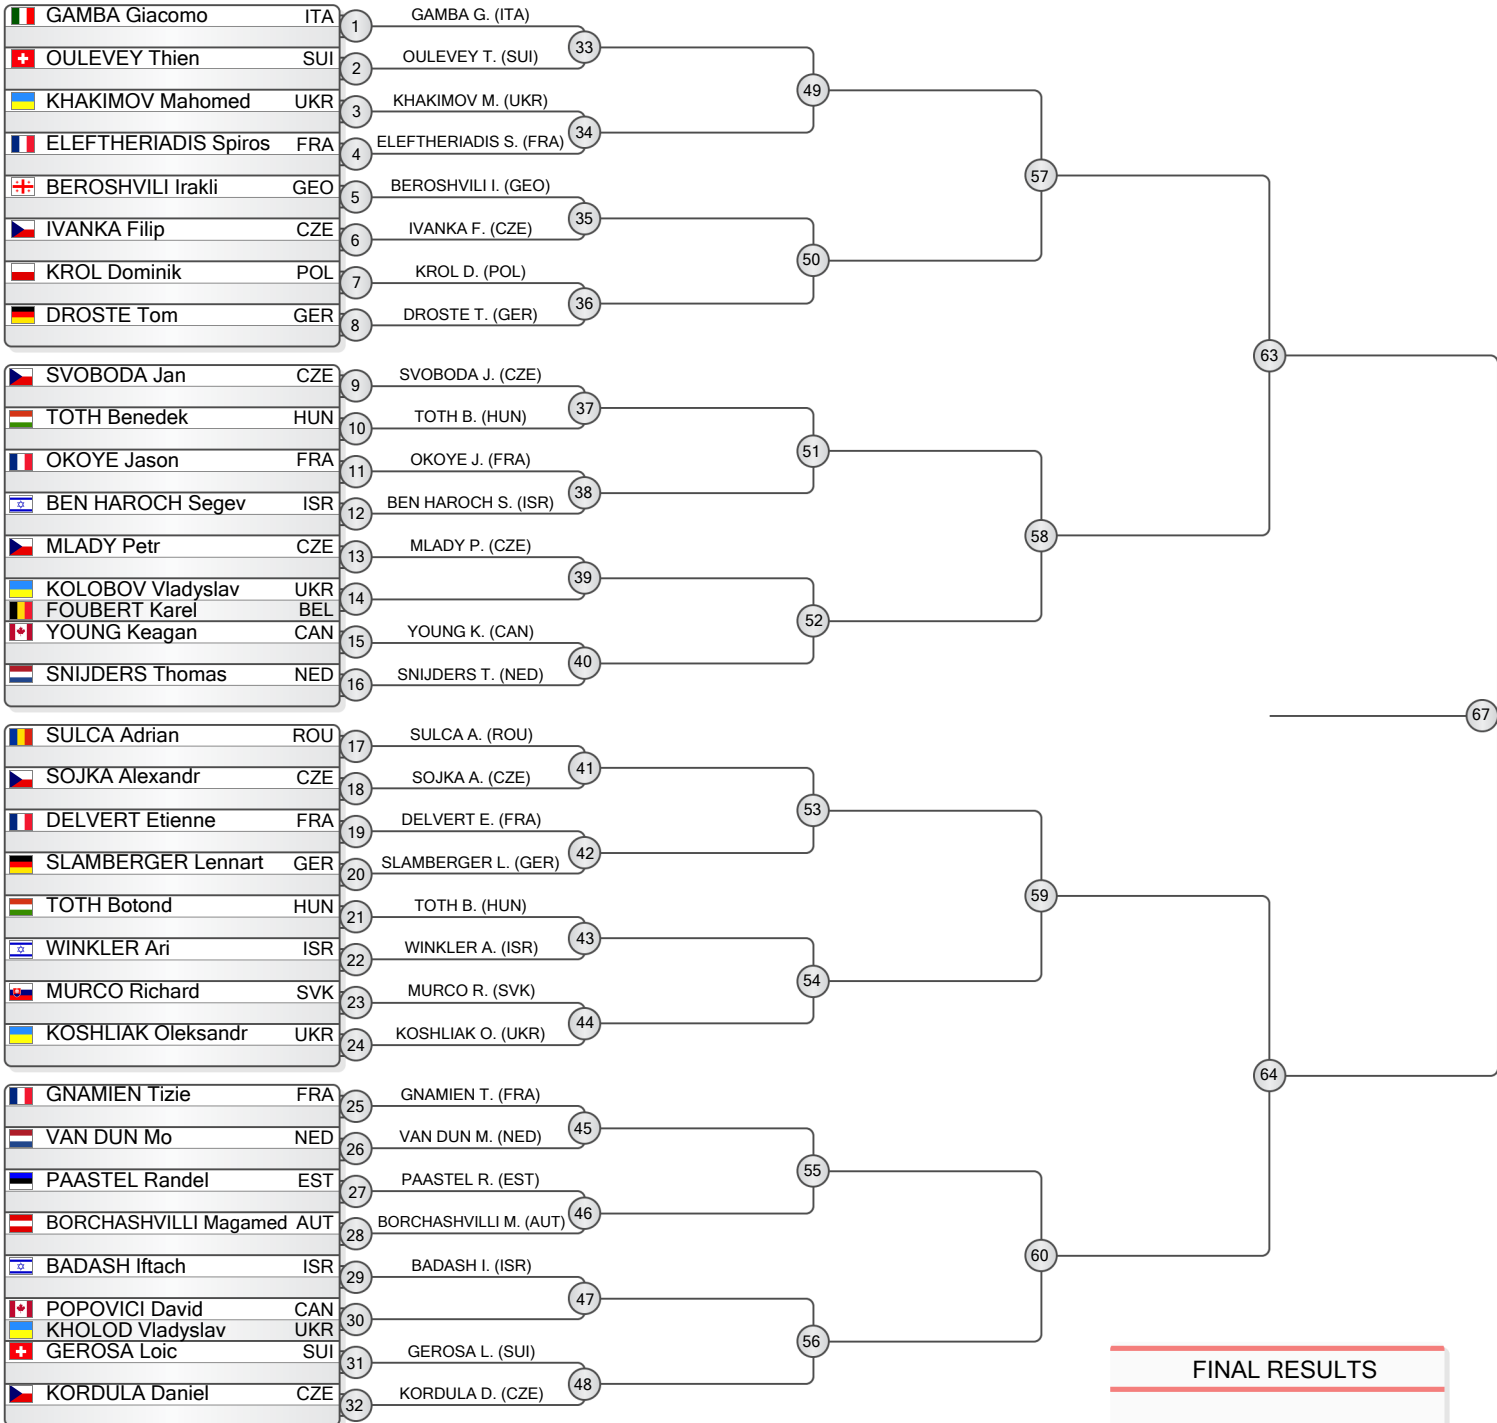 GAMBA Giacomo ITA 1 GAMBA G. (ITA)
33
OULEVEY Thien SUI 2 OULEVEY T. (SUI)
49
KHAKIMOV Mahomed UKR 3 KHAKIMOV M. (UKR)
34
ELEFTHERIADIS Spiros FRA 4 ELEFTHERIADIS S. (FRA)
57
BEROSHVILI Irakli GEO 5 BEROSHVILI I. (GEO)
35
IVANKA Filip CZE 6 IVANKA F. (CZE)
50
KROL Dominik POL 7 KROL D. (POL)
36
DROSTE Tom GER 8 DROSTE T. (GER)
63
SVOBODA Jan CZE 9 SVOBODA J. (CZE)
37
TOTH Benedek HUN 10 TOTH B. (HUN)
51
OKOYE Jason FRA 11 OKOYE J. (FRA)
38
BEN HAROCH Segev ISR 12 BEN HAROCH S. (ISR)
58
MLADY Petr CZE 13 MLADY P. (CZE)
39
KOLOBOV Vladyslav UKR 14
FOUBERT Karel BEL
52
YOUNG Keagan CAN 15 YOUNG K. (CAN)
40
SNIJDERS Thomas NED 16 SNIJDERS T. (NED)
67
SULCA Adrian ROU 17 SULCA A. (ROU)
41
SOJKA Alexandr CZE 18 SOJKA A. (CZE)
53
DELVERT Etienne FRA 19 DELVERT E. (FRA)
42
SLAMBERGER Lennart GER 20 SLAMBERGER L. (GER)
59
TOTH Botond HUN 21 TOTH B. (HUN)
43
WINKLER Ari ISR 22 WINKLER A. (ISR)
54
MURCO Richard SVK 23 MURCO R. (SVK)
44
KOSHLIAK Oleksandr UKR 24 KOSHLIAK O. (UKR)
64
GNAMIEN Tizie FRA 25 GNAMIEN T. (FRA)
45
VAN DUN Mo NED 26 VAN DUN M. (NED)
55
PAASTEL Randel EST 27 PAASTEL R. (EST)
46
BORCHASHVILLI Magamed AUT 28 BORCHASHVILLI M. (AUT)
60
BADASH Iftach ISR 29 BADASH I. (ISR)
47
POPOVICI David CAN 30
KHOLOD Vladyslav UKR
56
GEROSA Loic SUI 31 GEROSA L. (SUI)
48
KORDULA Daniel CZE 32 KORDULA D. (CZE)
FINAL RESULTS